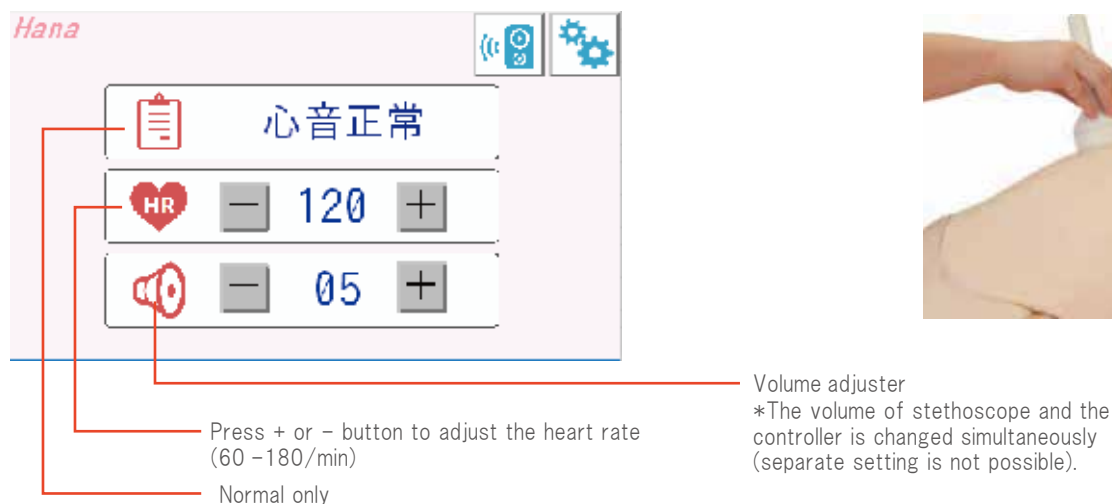 Hana
心音正常
HR
— 120 +
— 05 +
Volume adjuster
*The volume of stethoscope and the
controller is changed simultaneously
(separate setting is not possible).
Press + or - button to adjust the heart rate
(60 -180/min)
Normal only